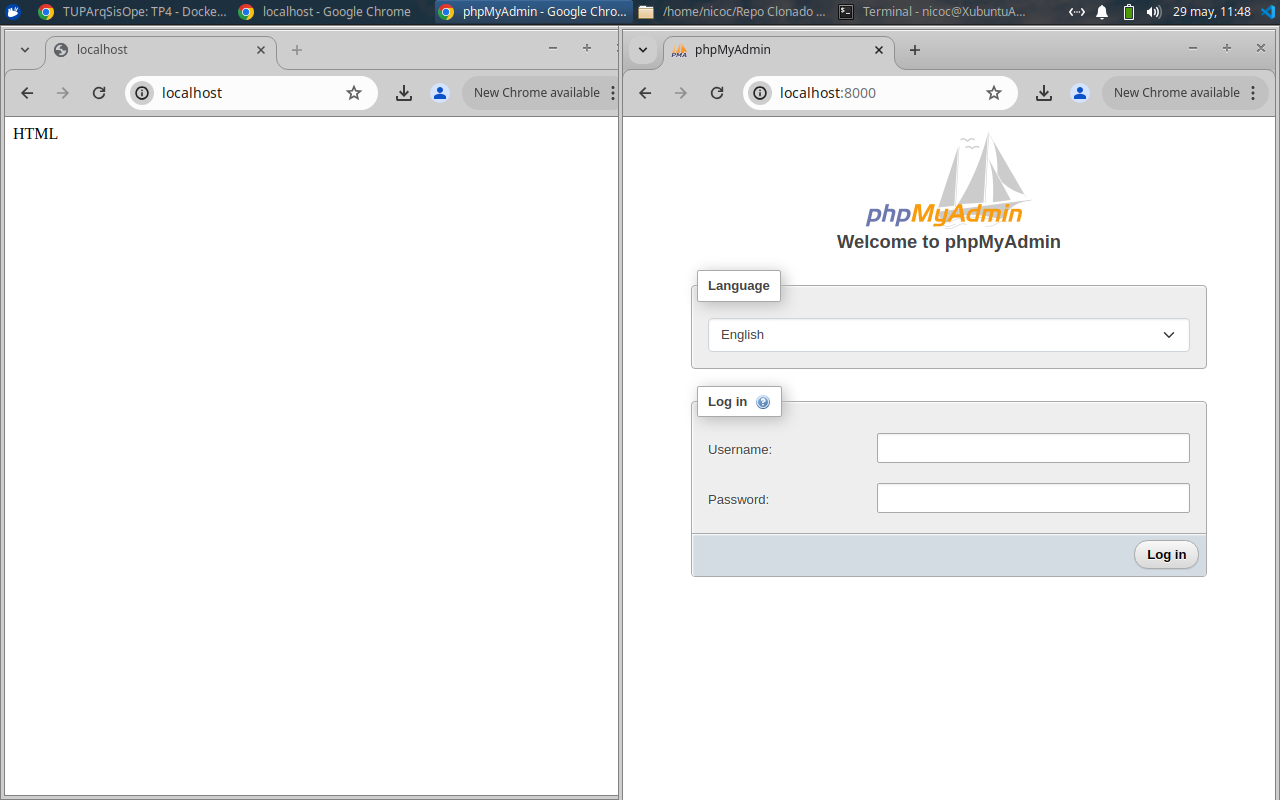 TUPArqSisOpe: TP4 - Docke...
localhost - Google Chrome
phpMyAdmin - Google Chro...
/home/nicoc/Repo Clonado ...
Terminal - nicoc@XubuntuA...
29 may, 11:48
localhost
localhost
New Chrome available
HTML
phpMyAdmin
localhost:8000
New Chrome available
phpMyAdmin
Welcome to phpMyAdmin
Language
English
Log in
Username:
Password:
Log in